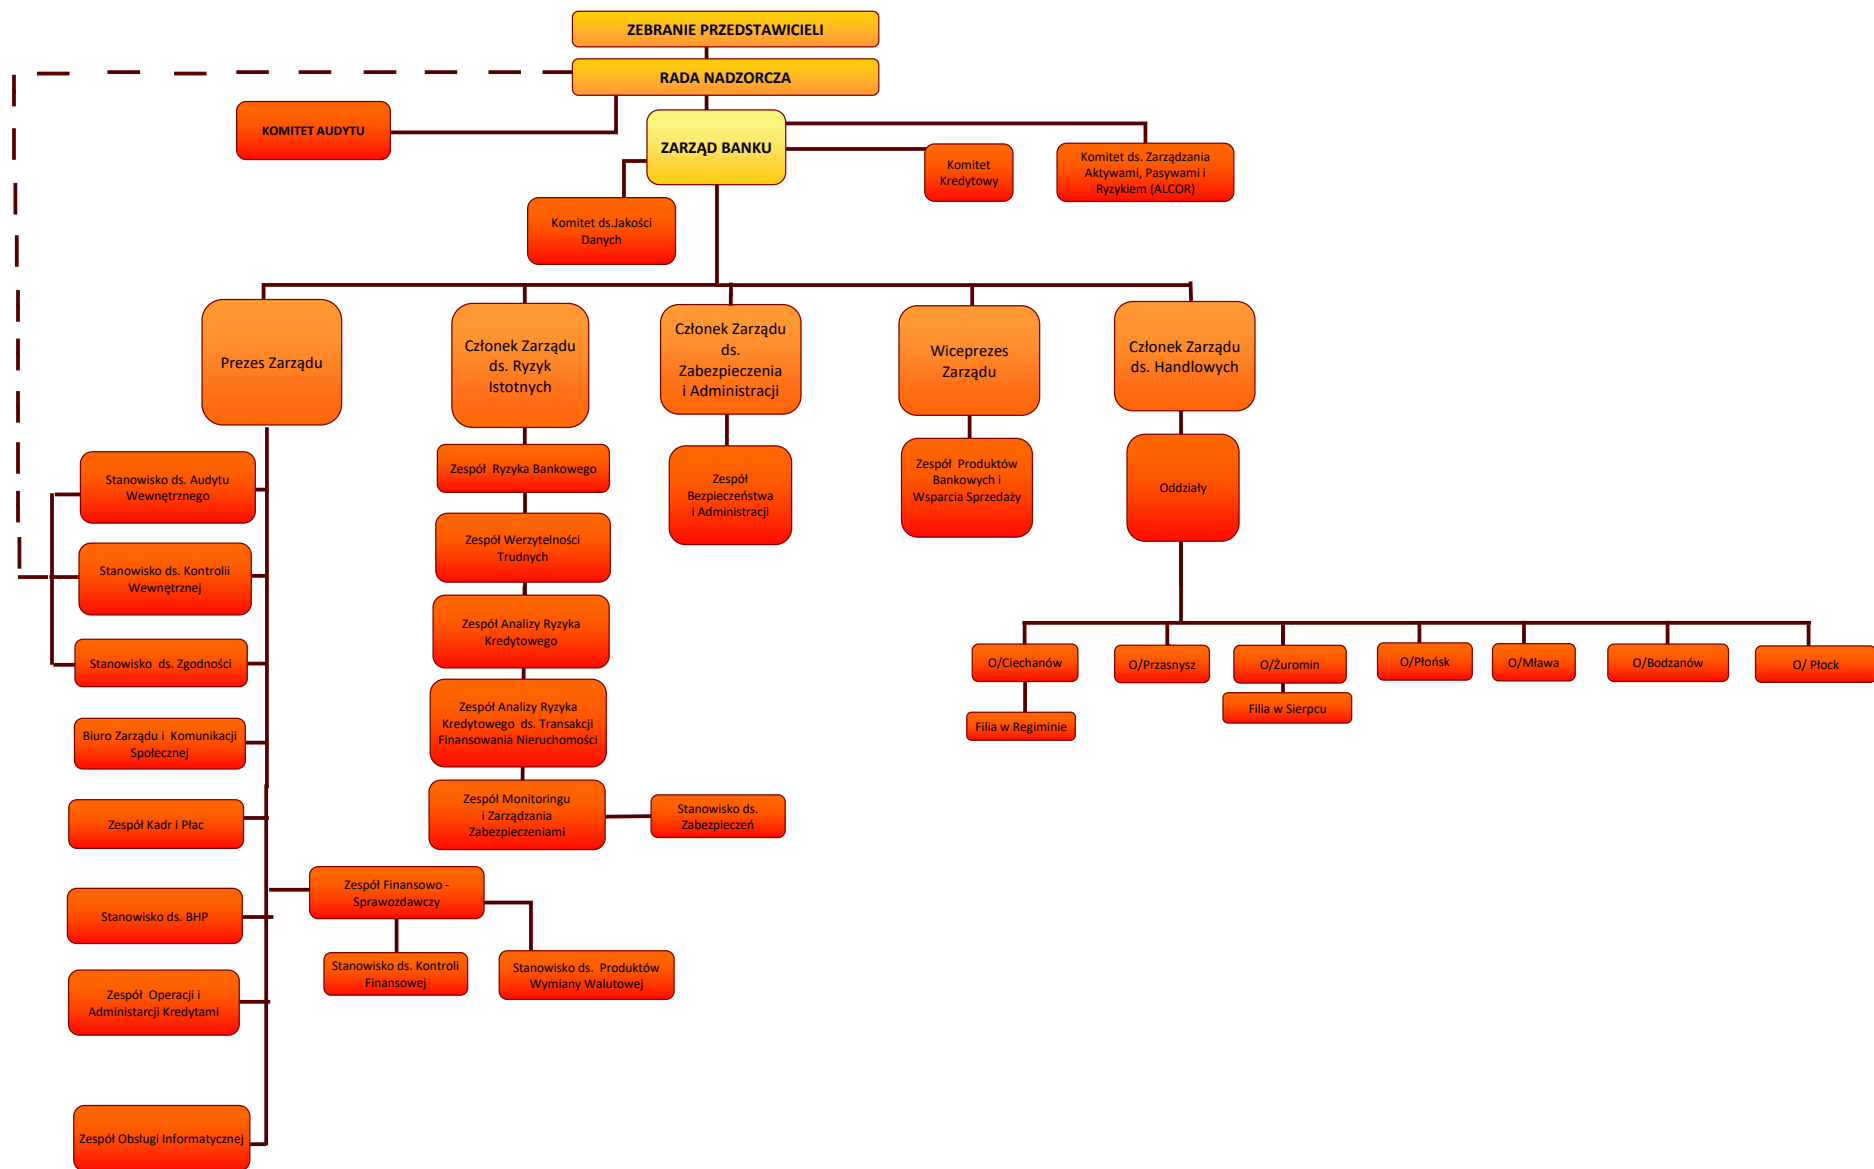 ZEBRANIE PRZEDSTAWICIELI
RADA NADZORCZA
KOMITET AUDYTU
ZARZĄD BANKU
Komitet
Kredytowy
Komitet ds. Zarządzania
Aktywami, Pasywami i
Ryzykiem (ALCOR)
Komitet ds.Jakości
Danych
Prezes Zarządu
Członek Zarządu
ds. Ryzyk
Istotnych
Członek Zarządu
ds.
Zabezpieczenia
i Administracji
Wiceprezes
Zarządu
Członek Zarządu
ds. Handlowych
Stanowisko ds. Audytu
Wewnętrznego
Stanowisko ds. Kontrolii
Wewnętrznej
Stanowisko ds. Zgodności
Biuro Zarządu i Komunikacji
Społecznej
Zespół Kadr i Płac
Stanowisko ds. BHP
Zespół Operacji i
Administarcji Kredytami
Zespół Obsługi Informatycznej
Zespół Finansowo -
Sprawozdawczy
Stanowisko ds. Kontroli
Finansowej
Stanowisko ds. Produktów
Wymiany Walutowej
Zespół Ryzyka Bankowego
Zespół Werzytelności
Trudnych
Zespół Analizy Ryzyka
Kredytowego
Zespół Analizy Ryzyka
Kredytowego ds. Transakcji
Finansowania Nieruchomości
Zespół Monitoringu
i Zarządzania
Zabezpieczeniami
Stanowisko ds.
Zabezpieczeń
Zespół
Bezpieczeństwa
i Administracji
Zespół Produktów
Bankowych i
Wsparcia Sprzedaży
Oddziały
O/Ciechanów
O/Przasnysz
O/Żuromin
O/Płońsk
O/Mława
O/Bodzanów
O/ Płock
Filia w Regiminie
Filia w Sierpcu